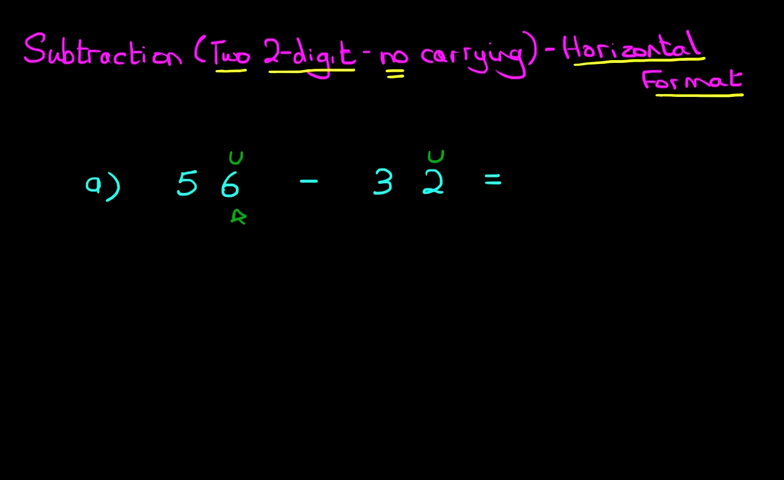 Subtraction (Two 2-digit - no carrying) - Horizontal
Format
U U
a) 5 6 - 3 2 =